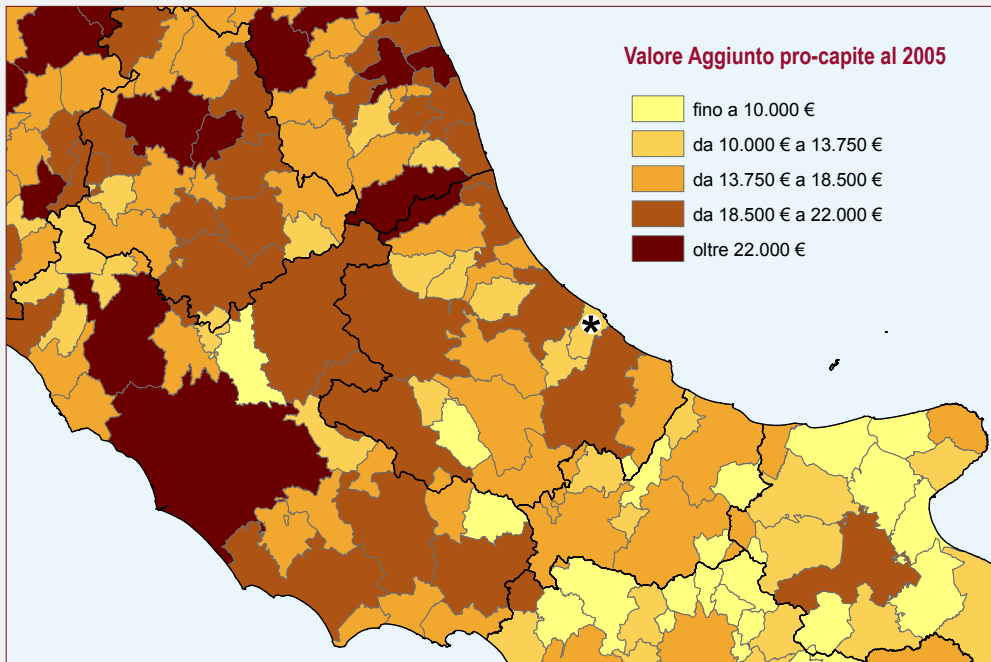 Valore Aggiunto pro-capite al 2005
fino a 10.000 €
da 10.000 € a 13.750 €
da 13.750 € a 18.500 €
da 18.500 € a 22.000 €
oltre 22.000 €
*